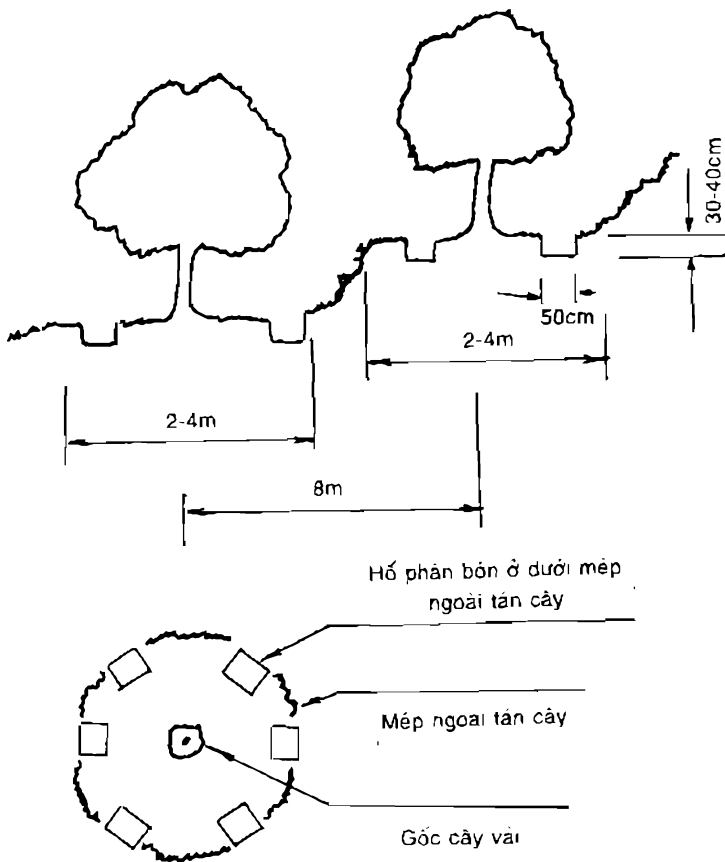 30-40cm
50cm
2-4m
2-4m
8m
Hố phân bón ở dưới mép
ngoài tán cây
Mép ngoài tán cây
Gốc cây vải